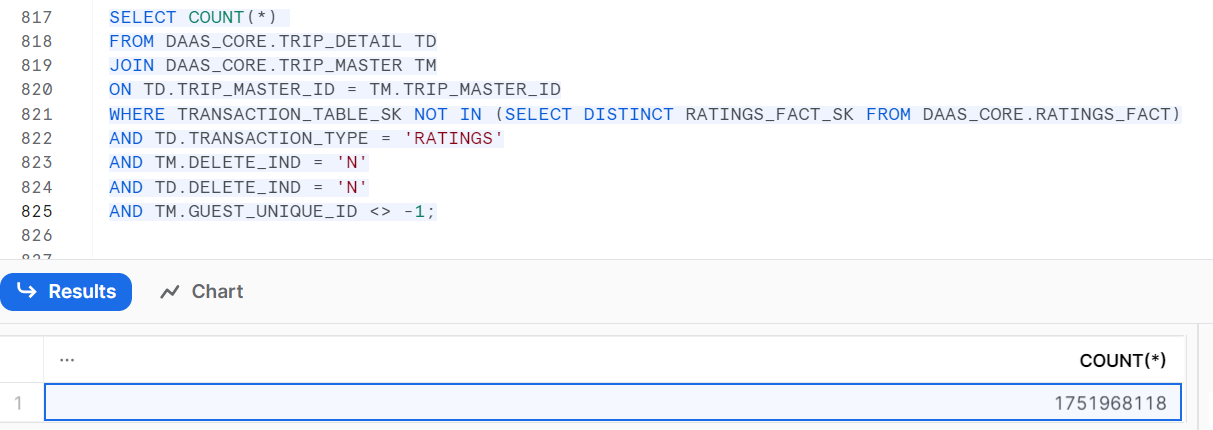 817 SELECT COUNT(*)
818 FROM DAAS_CORE.TRIP_DETAIL TD
819 JOIN DAAS_CORE.TRIP_MASTER TM
820 ON TD.TRIP_MASTER_ID = TM.TRIP_MASTER_ID
821 WHERE TRANSACTION_TABLE_SK NOT IN (SELECT DISTINCT RATINGS_FACT_SK FROM DAAS_CORE.RATINGS_FACT)
822 AND TD.TRANSACTION_TYPE = 'RATINGS'
823 AND TM.DELETE_IND = 'N'
824 AND TD.DELETE_IND = 'N'
825 AND TM.GUEST_UNIQUE_ID <> -1;
826
827
Results Chart
... COUNT(*)
1 1751968118